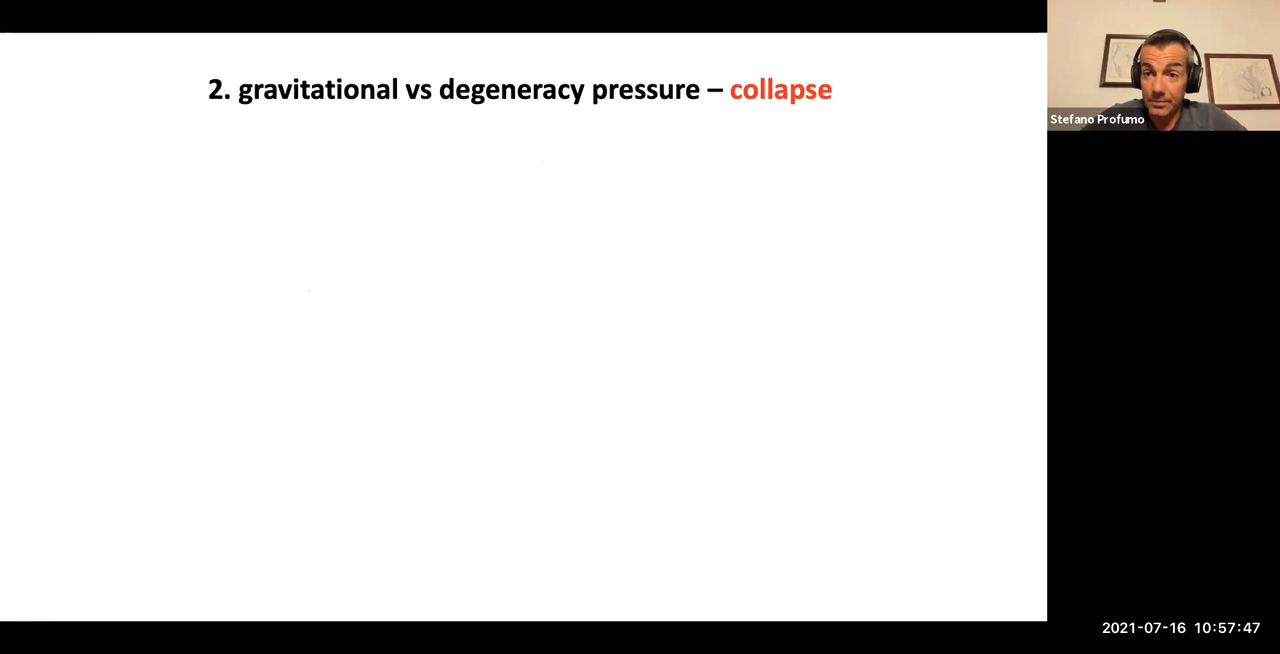 2. gravitational vs degeneracy pressure – collapse
Stefano Profumo
2021-07-16 10:57:47